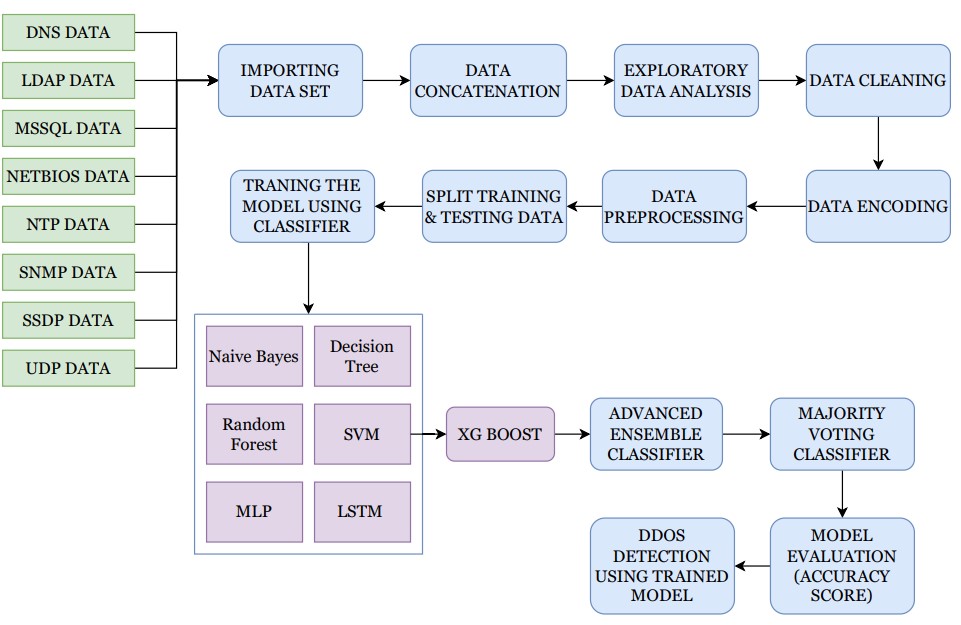 DNS DATA
LDAP DATA
MSSQL DATA
NETBIOS DATA
NTP DATA
SNMP DATA
SSDP DATA
UDP DATA
IMPORTING
DATA SET
DATA
CONCATENATION
EXPLORATORY
DATA ANALYSIS
DATA CLEANING
DATA ENCODING
DATA
PREPROCESSING
SPLIT TRAINING
& TESTING DATA
TRANING THE
MODEL USING
CLASSIFIER
Naive Bayes
Decision
Tree
Random
Forest
SVM
MLP
LSTM
XG BOOST
ADVANCED
ENSEMBLE
CLASSIFIER
MAJORITY
VOTING
CLASSIFIER
MODEL
EVALUATION
(ACCURACY
SCORE)
DDOS
DETECTION
USING TRAINED
MODEL